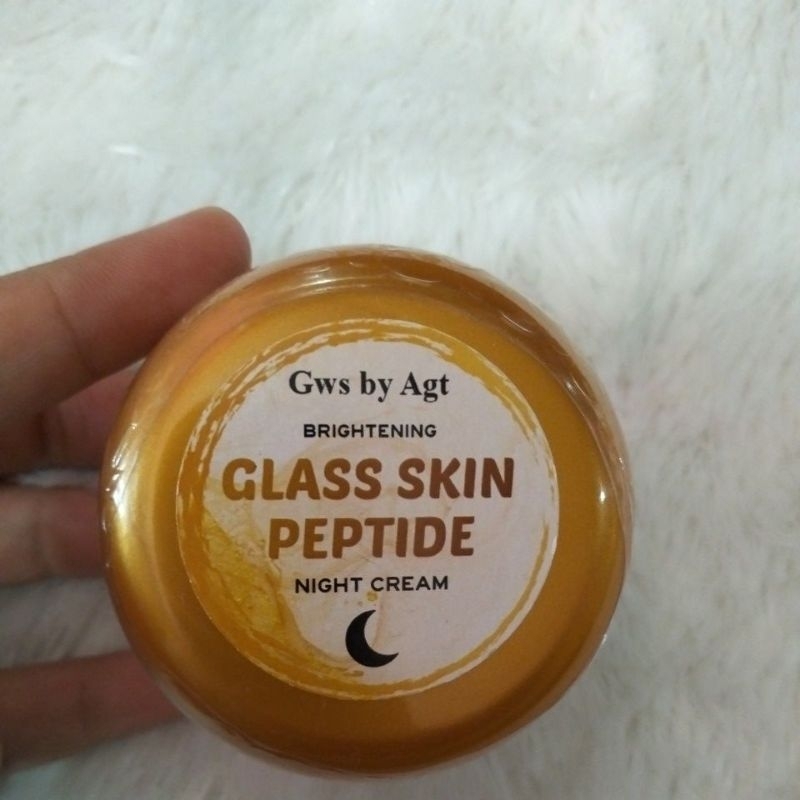 Gws by Agt
BRIGHTENING
GLASS SKIN
PEPTIDE
NIGHT CREAM